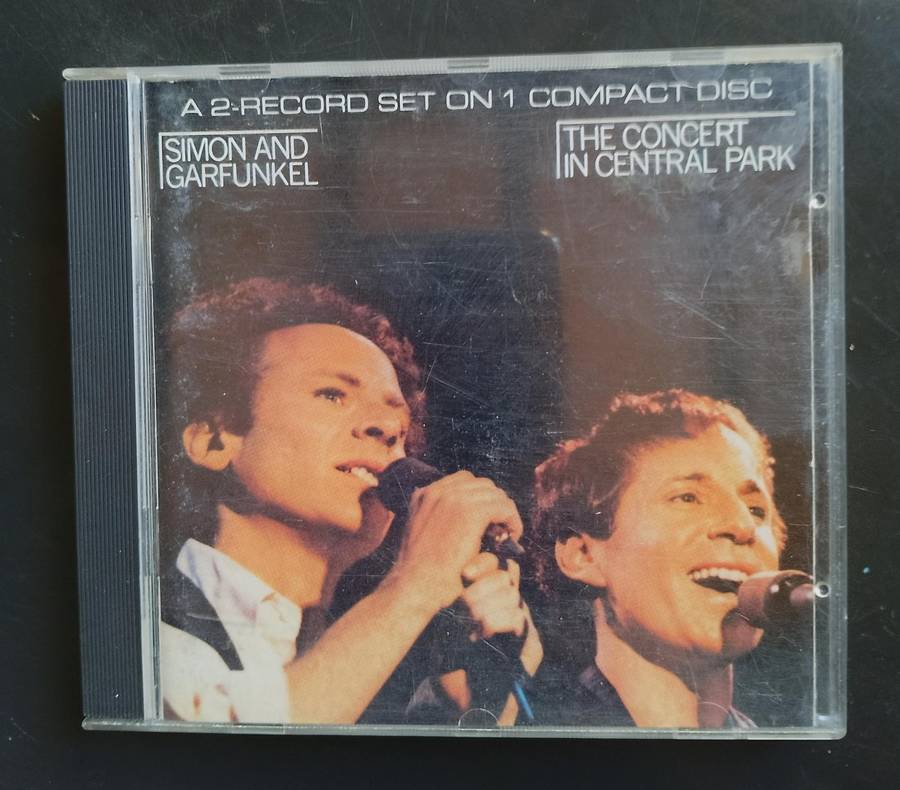 A 2-RECORD SET ON 1 COMPACT DISC
SIMON AND
GARFUNKEL
THE CONCERT
IN CENTRAL PARK